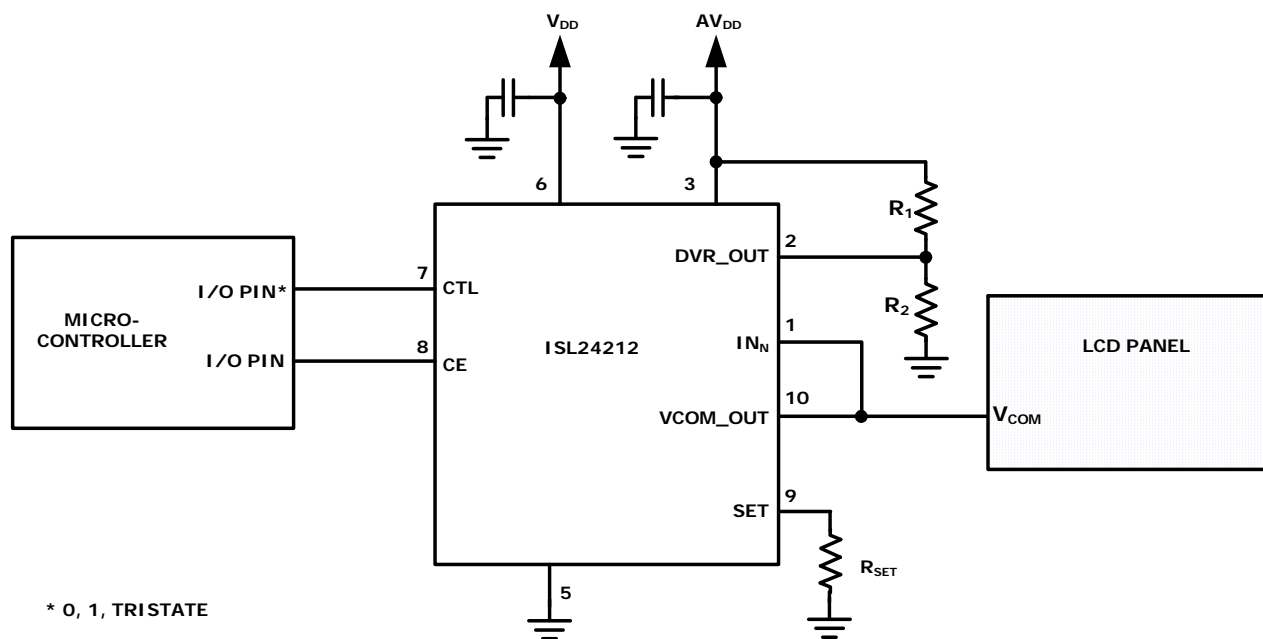 VDD
AVDD
6
3
R1
2
DVR_OUT
7
I/O PIN*
CTL
R2
MICRO-
CONTROLLER
1
INN
ISL24212
LCD PANEL
8
I/O PIN
CE
10
VCOM_OUT
VCOM
9
SET
RSET
5
* 0, 1, TRISTATE